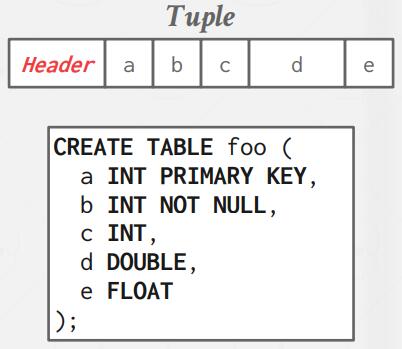 Tuple
Header a b c d e
CREATE TABLE foo (
a INT PRIMARY KEY,
b INT NOT NULL,
c INT,
d DOUBLE,
e FLOAT
);